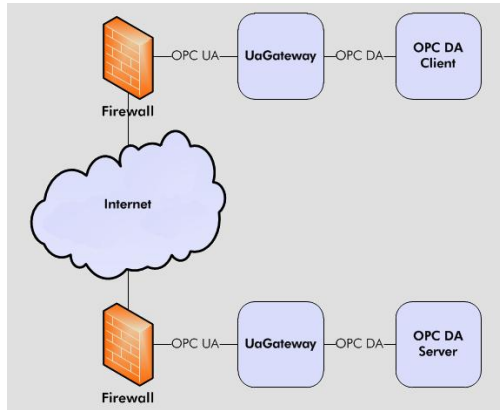 OPC UA
UaGateway
OPC DA
OPC DA
Client
Firewall
Internet
OPC UA
UaGateway
OPC DA
OPC DA
Server
Firewall